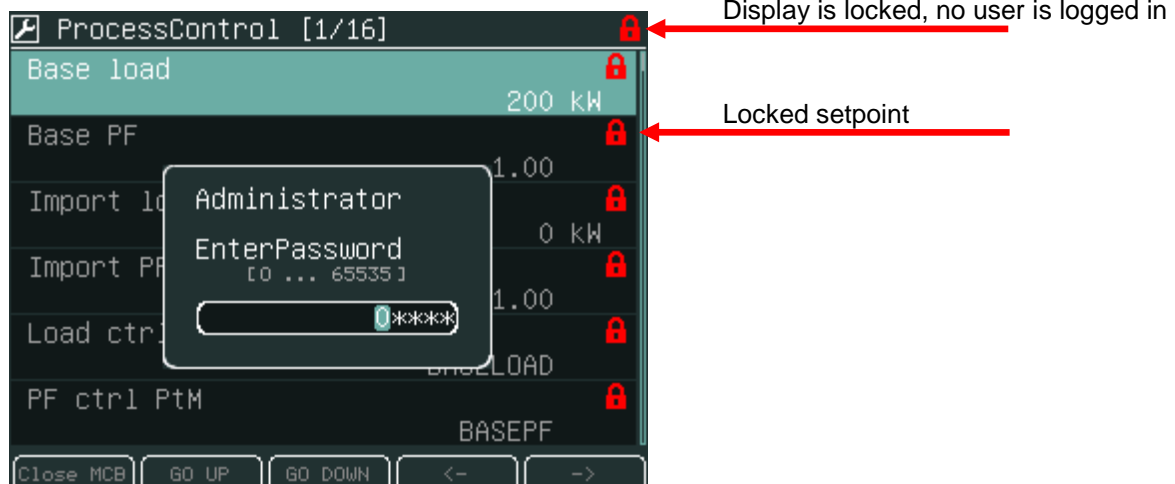 Display is locked, no user is logged in
ProcessControl [1/16]
Base load
200 kW
Locked setpoint
Base PF
1.00
Import
0 kW
Import
1.00
Load
PF ctrl PtM
BASEPF
Administrator
EnterPassword
[0 ... 65535]
0****
Close MCB GO UP GO DOWN <- ->